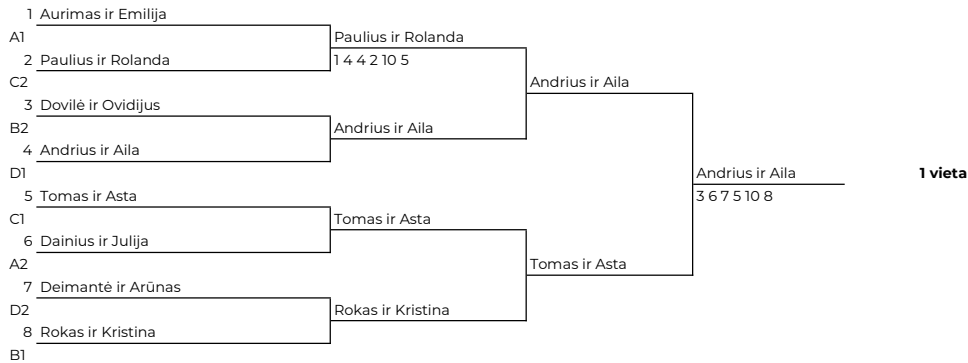 1 Aurimas ir Emilija
A1
Paulius ir Rolanda
2 Paulius ir Rolanda
1 4 4 2 10 5
C2
Andrius ir Aila
3 Dovilė ir Ovidijus
B2
Andrius ir Aila
4 Andrius ir Aila
D1
Andrius ir Aila
1 vieta
5 Tomas ir Asta
3 6 7 5 10 8
C1
Tomas ir Asta
6 Dainius ir Julija
A2
Tomas ir Asta
7 Deimantė ir Arūnas
D2
Rokas ir Kristina
8 Rokas ir Kristina
B1